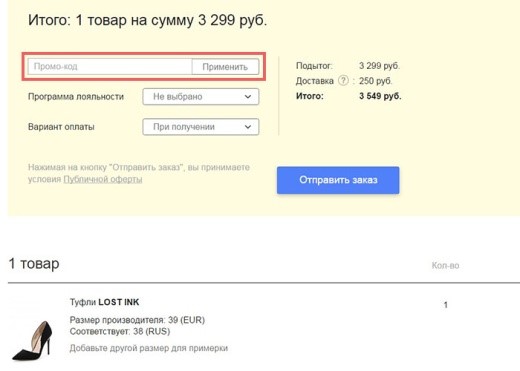 Итого: 1 товар на сумму 3 299 руб.
Промо-код Применить
Подытог: 3 299 руб.
Доставка ? : 250 руб.
Итого: 3 549 руб.
Программа лояльности Не выбрано
Вариант оплаты При получении
Нажимая на кнопку "Отправить заказ", вы принимаете
условия Публичной оферты
Отправить заказ
1 товар Кол-во
Туфли LOST INK 1
Размер производителя: 39 (EUR)
Соответствует: 38 (RUS)
Добавьте другой размер для примерки